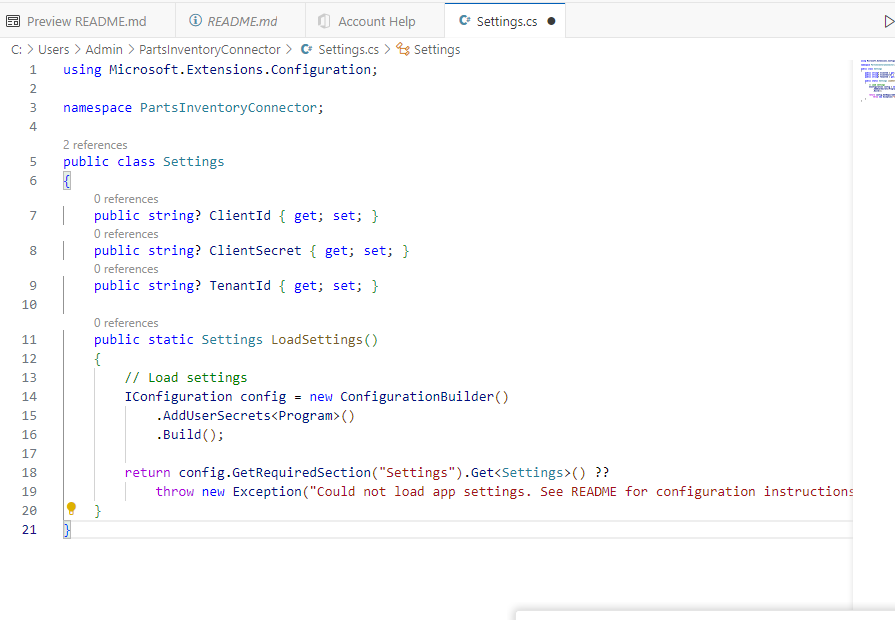 Preview README.md
README.md
Account Help
Settings.cs
C: > Users > Admin > PartsInventoryConnector > Settings.cs > Settings
1 using Microsoft.Extensions.Configuration;
2
3 namespace PartsInventoryConnector;
4
2 references
5 public class Settings
6 {
0 references
7 public string? ClientId { get; set; }
0 references
8 public string? ClientSecret { get; set; }
0 references
9 public string? TenantId { get; set; }
10
0 references
11 public static Settings LoadSettings()
12 {
13 // Load settings
14 IConfiguration config = new ConfigurationBuilder()
15 .AddUserSecrets<Program>()
16 .Build();
17
18 return config.GetRequiredSection("Settings").Get<Settings>() ??
19 throw new Exception("Could not load app settings. See README for configuration instructions
20 }
21 }